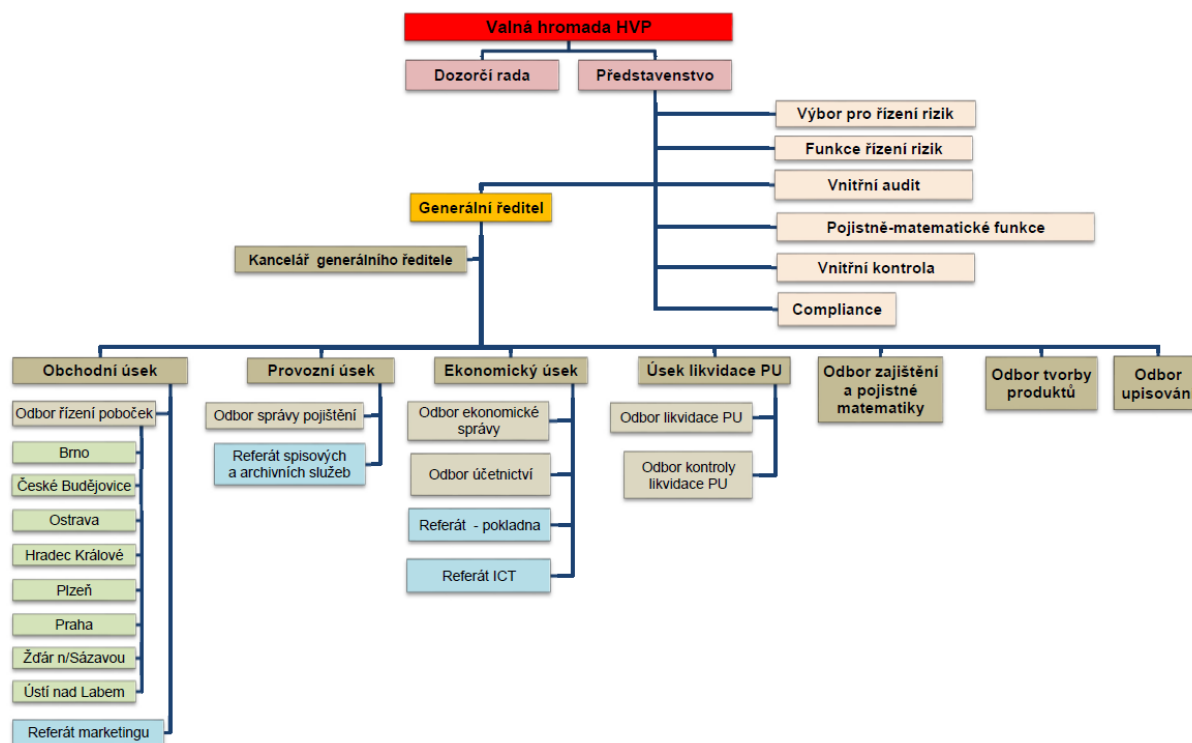 Valná hromada HVP
Dozorčí rada
Představenstvo
Výbor pro řízení rizik
Funkce řízení rizik
Vnitřní audit
Generální ředitel
Pojistně-matematické funkce
Kancelář generálního ředitele
Vnitřní kontrola
Compliance
Obchodní úsek
Odbor řízení poboček
Brno
České Budějovice
Ostrava
Hradec Králové
Plzeň
Praha
Žďár n/Sázavou
Ústí nad Labem
Referát marketingu
Provozní úsek
Odbor správy pojištění
Referát spisových
a archivních služeb
Ekonomický úsek
Odbor ekonomické
správy
Odbor účetnictví
Referát - pokladna
Referát ICT
Úsek likvidace PU
Odbor likvidace PU
Odbor kontroly
likvidace PU
Odbor zajištění
a pojistné
matematiky
Odbor tvorby
produktů
Odbor
upisování